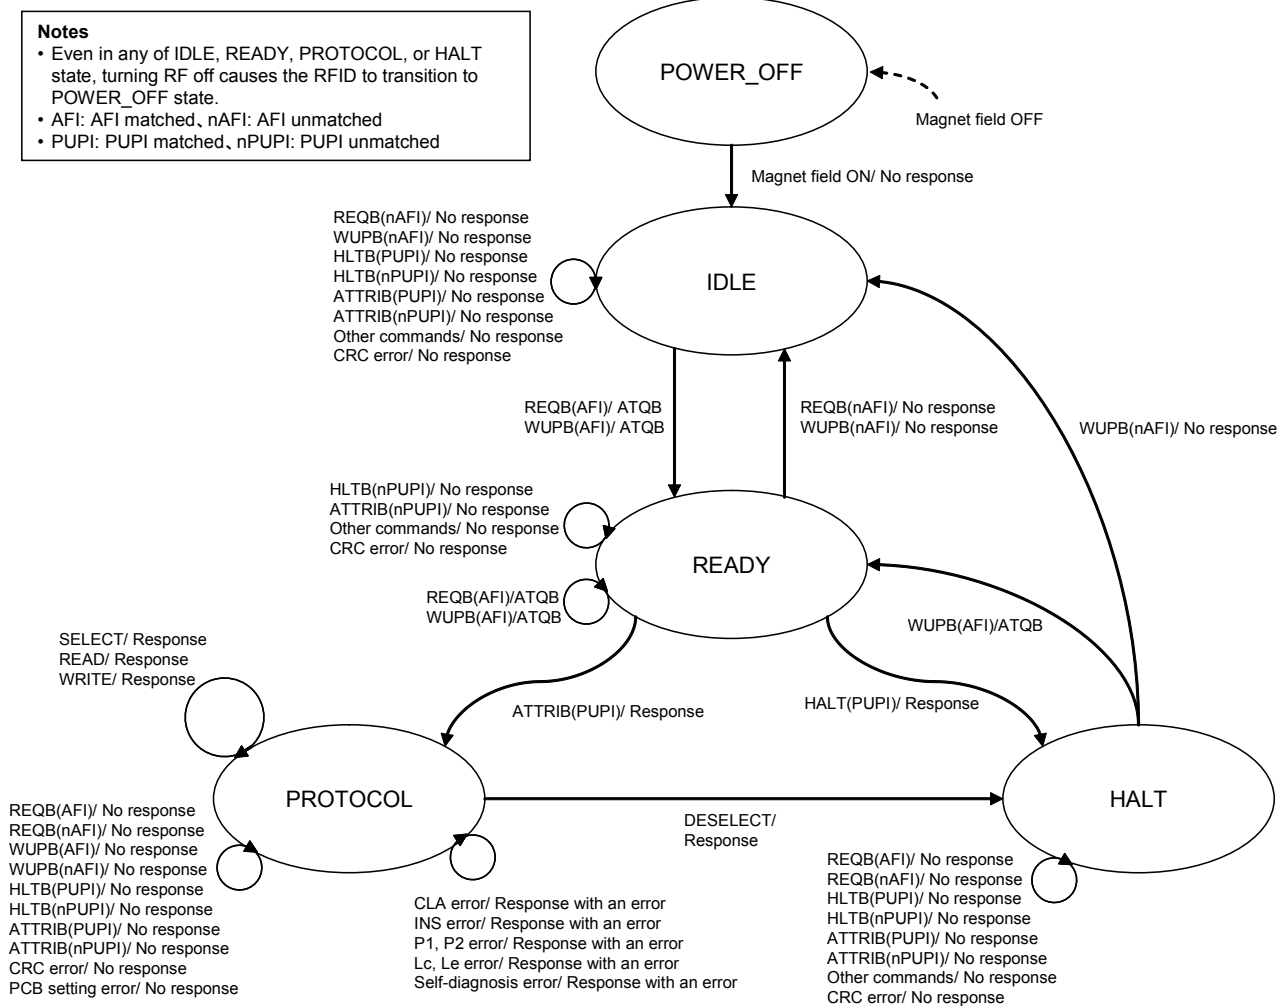 Notes
• Even in any of IDLE, READY, PROTOCOL, or HALT
state, turning RF off causes the RFID to transition to
POWER_OFF state.
• AFI: AFI matched、nAFI: AFI unmatched
• PUPI: PUPI matched、nPUPI: PUPI unmatched
POWER_OFF
Magnet field OFF
Magnet field ON/ No response
REQB(nAFI)/ No response
WUPB(nAFI)/ No response
HLTB(PUPI)/ No response
HLTB(nPUPI)/ No response
ATTRIB(PUPI)/ No response
ATTRIB(nPUPI)/ No response
Other commands/ No response
CRC error/ No response
IDLE
REQB(AFI)/ ATQB
WUPB(AFI)/ ATQB
REQB(nAFI)/ No response
WUPB(nAFI)/ No response
WUPB(nAFI)/ No response
HLTB(nPUPI)/ No response
ATTRIB(nPUPI)/ No response
Other commands/ No response
CRC error/ No response
READY
REQB(AFI)/ATQB
WUPB(AFI)/ATQB
WUPB(AFI)/ATQB
SELECT/ Response
READ/ Response
WRITE/ Response
ATTRIB(PUPI)/ Response
HALT(PUPI)/ Response
PROTOCOL
HALT
DESELECT/
Response
REQB(AFI)/ No response
REQB(nAFI)/ No response
WUPB(AFI)/ No response
WUPB(nAFI)/ No response
HLTB(PUPI)/ No response
HLTB(nPUPI)/ No response
ATTRIB(PUPI)/ No response
ATTRIB(nPUPI)/ No response
CRC error/ No response
PCB setting error/ No response
CLA error/ Response with an error
INS error/ Response with an error
P1, P2 error/ Response with an error
Lc, Le error/ Response with an error
Self-diagnosis error/ Response with an error
REQB(AFI)/ No response
REQB(nAFI)/ No response
HLTB(PUPI)/ No response
HLTB(nPUPI)/ No response
ATTRIB(PUPI)/ No response
ATTRIB(nPUPI)/ No response
Other commands/ No response
CRC error/ No response